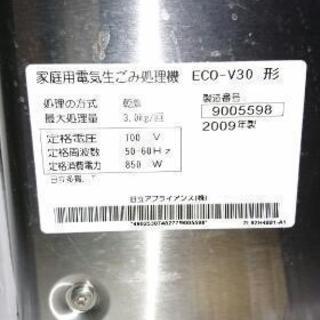 家庭用電気生ごみ処理機 ECO-V30 形
処理の方式 乾燥
最大処理量 3.0kg/回
製造番号
9005598
2009年製
定格電圧 100 V
定格周波数 50-60Hz
定格消費電力 850 W
日立アプライアンス(株)